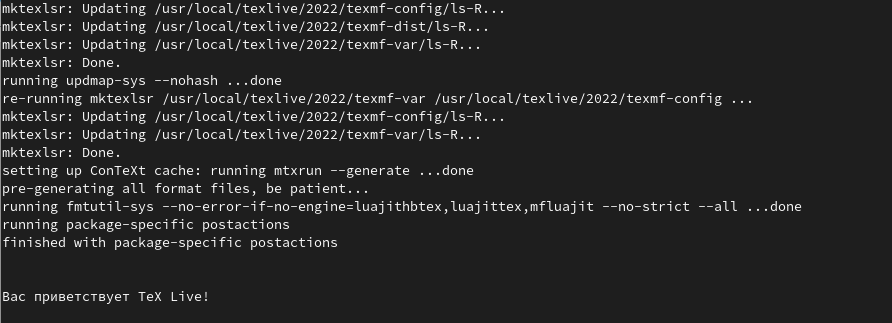 mktexlsr: Updating /usr/local/texlive/2022/texmf-config/ls-R...
mktexlsr: Updating /usr/local/texlive/2022/texmf-dist/ls-R...
mktexlsr: Updating /usr/local/texlive/2022/texmf-var/ls-R...
mktexlsr: Done.
running updmap-sys --nohash ...done
re-running mktexlsr /usr/local/texlive/2022/texmf-var /usr/local/texlive/2022/texmf-config ...
mktexlsr: Updating /usr/local/texlive/2022/texmf-config/ls-R...
mktexlsr: Updating /usr/local/texlive/2022/texmf-var/ls-R...
mktexlsr: Done.
setting up ConTeXt cache: running mtxrun --generate ...done
pre-generating all format files, be patient...
running fmtutil-sys --no-error-if-no-engine=luajithbtex,luajittex,mfluajit --no-strict --all ...done
running package-specific postactions
finished with package-specific postactions
Вас приветствует TeX Live!